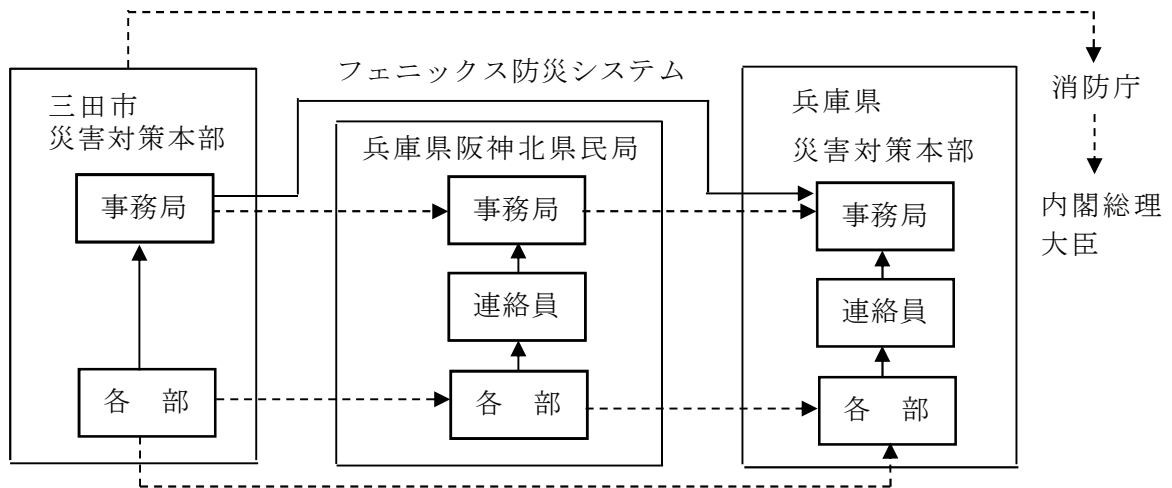 フェニックス防災システム
三田市
災害対策本部
事務局
各　部
兵庫県阪神北県民局
事務局
連絡員
各　部
兵庫県
災害対策本部
事務局
連絡員
各　部
消防庁
内閣総理
大臣